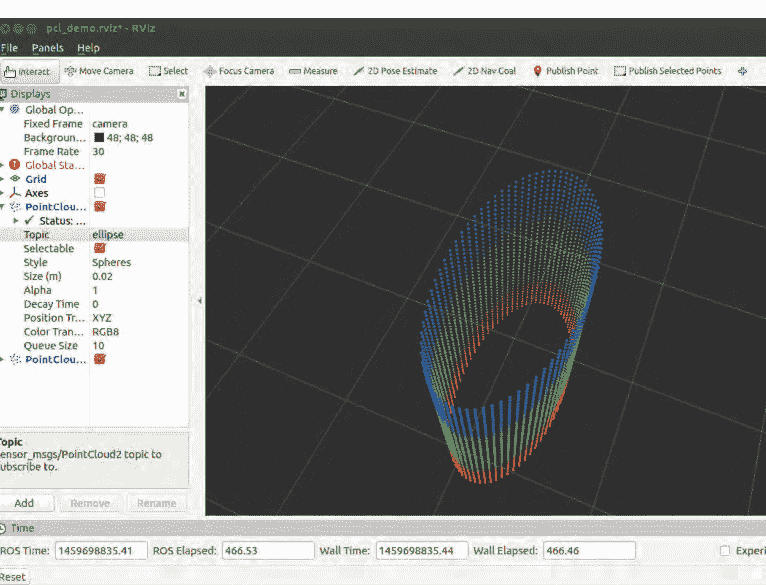 pcl_demo.rviz* - RViz
File Panels Help
Interact Move Camera Select Focus Camera Measure 2D Pose Estimate 2D Nav Goal Publish Point Publish Selected Points
Displays
Global Op...
Fixed Frame camera
Backgroun... 48; 48; 48
Frame Rate 30
Global Sta...
Grid
Axes
PointClou...
Status: ...
Topic ellipse
Selectable
Style Spheres
Size (m) 0.02
Alpha 1
Decay Time 0
Position Tr... XYZ
Color Tran... RGB8
Queue Size 10
PointClou...
Topic
ensor_msgs/PointCloud2 topic to
ubscribe to.
Add Remove Rename
Time
ROS Time: 1459698835.41 ROS Elapsed: 466.53 Wall Time: 1459698835.44 Wall Elapsed: 466.46 Experi
Reset